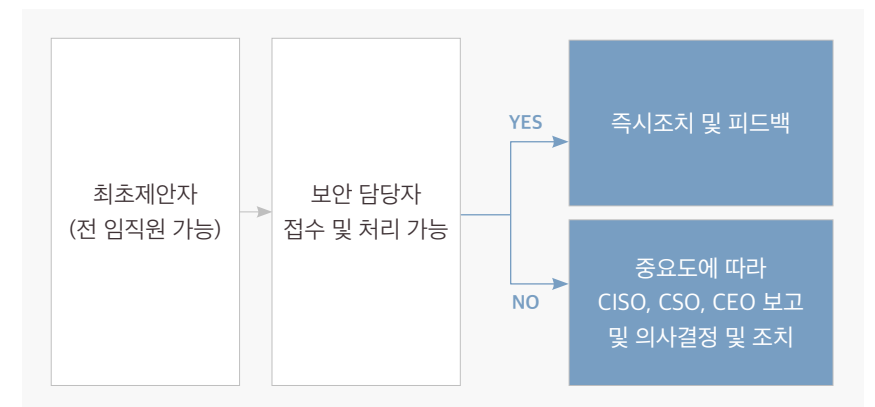 최초제안자
(전 임직원 가능)
보안 담당자
접수 및 처리 가능
YES
즉시조치 및 피드백
NO
중요도에 따라
CISO, CSO, CEO 보고
및 의사결정 및 조치